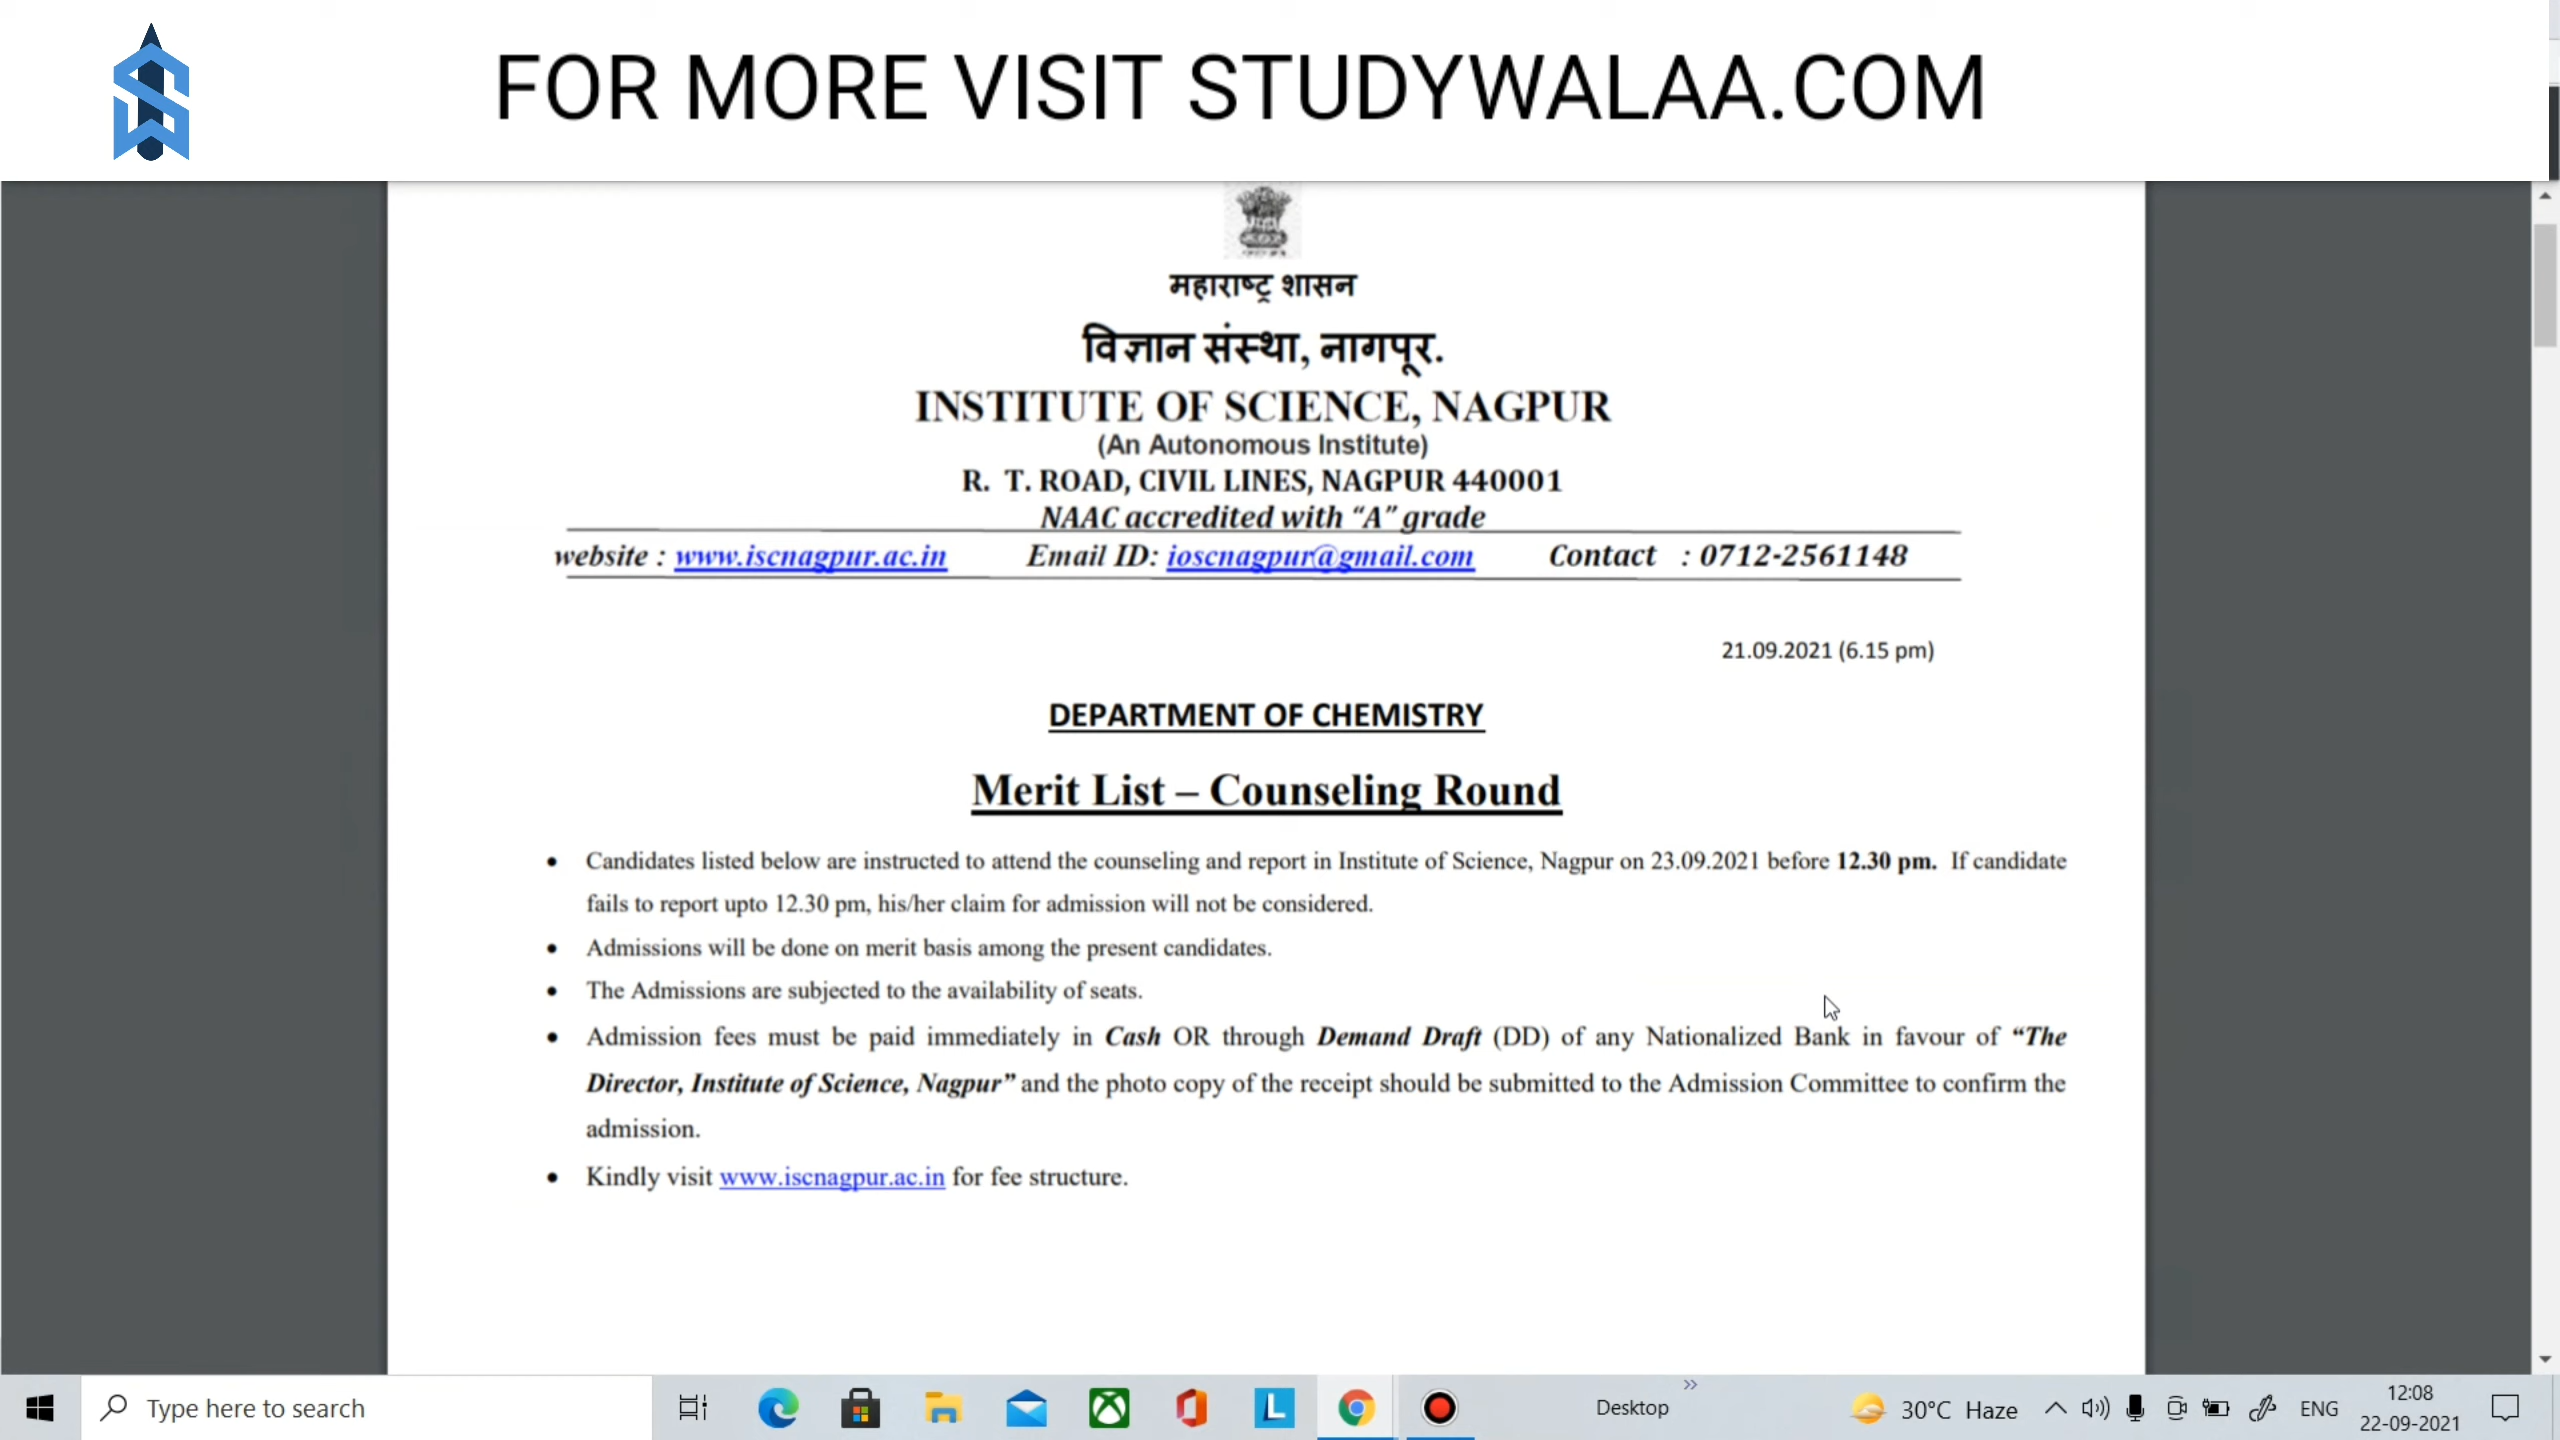 FOR MORE VISIT STUDYWALAA.COM
महाराष्ट्र शासन
विज्ञान संस्था, नागपूर.
INSTITUTE OF SCIENCE, NAGPUR
(An Autonomous Institute)
R. T. ROAD, CIVIL LINES, NAGPUR 440001
NAAC accredited with “A” grade
website : www.iscnagpur.ac.in Email ID: ioscnagpur@gmail.com Contact : 0712-2561148
21.09.2021 (6.15 pm)
DEPARTMENT OF CHEMISTRY
Merit List – Counseling Round
• Candidates listed below are instructed to attend the counseling and report in Institute of Science, Nagpur on 23.09.2021 before 12.30 pm. If candidate
fails to report upto 12.30 pm, his/her claim for admission will not be considered.
• Admissions will be done on merit basis among the present candidates.
• The Admissions are subjected to the availability of seats.
• Admission fees must be paid immediately in Cash OR through Demand Draft (DD) of any Nationalized Bank in favour of “The
Director, Institute of Science, Nagpur” and the photo copy of the receipt should be submitted to the Admission Committee to confirm the
admission.
• Kindly visit www.iscnagpur.ac.in for fee structure.
Type here to search
Desktop
30°C Haze
ENG
12:08
22-09-2021